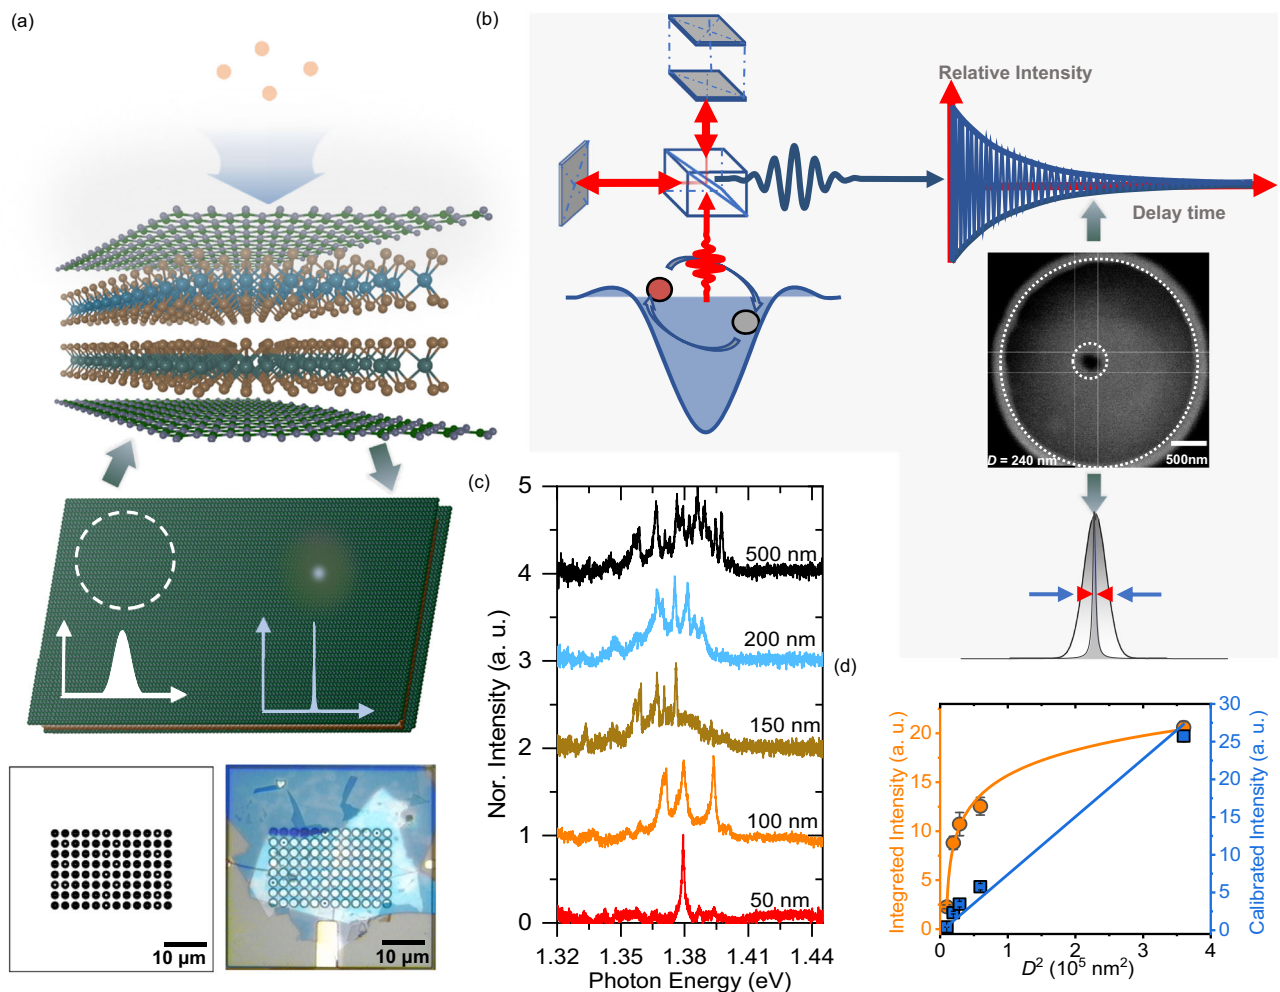 (a)
(b)
Relative Intensity
Delay time
D = 240 nm
500nm
10 µm
10 µm
(c)
5
4
3
2
1
0
Nor. Intensity (a. u.)
500 nm
200 nm
150 nm
100 nm
50 nm
1.32
1.35
1.38
1.41
1.44
Photon Energy (eV)
(d)
20
15
10
5
0
Integreted Intensity (a. u.)
30
25
20
15
10
5
0
Calibrated Intensity (a. u.)
0
1
2
3
4
D² (10⁵ nm²)